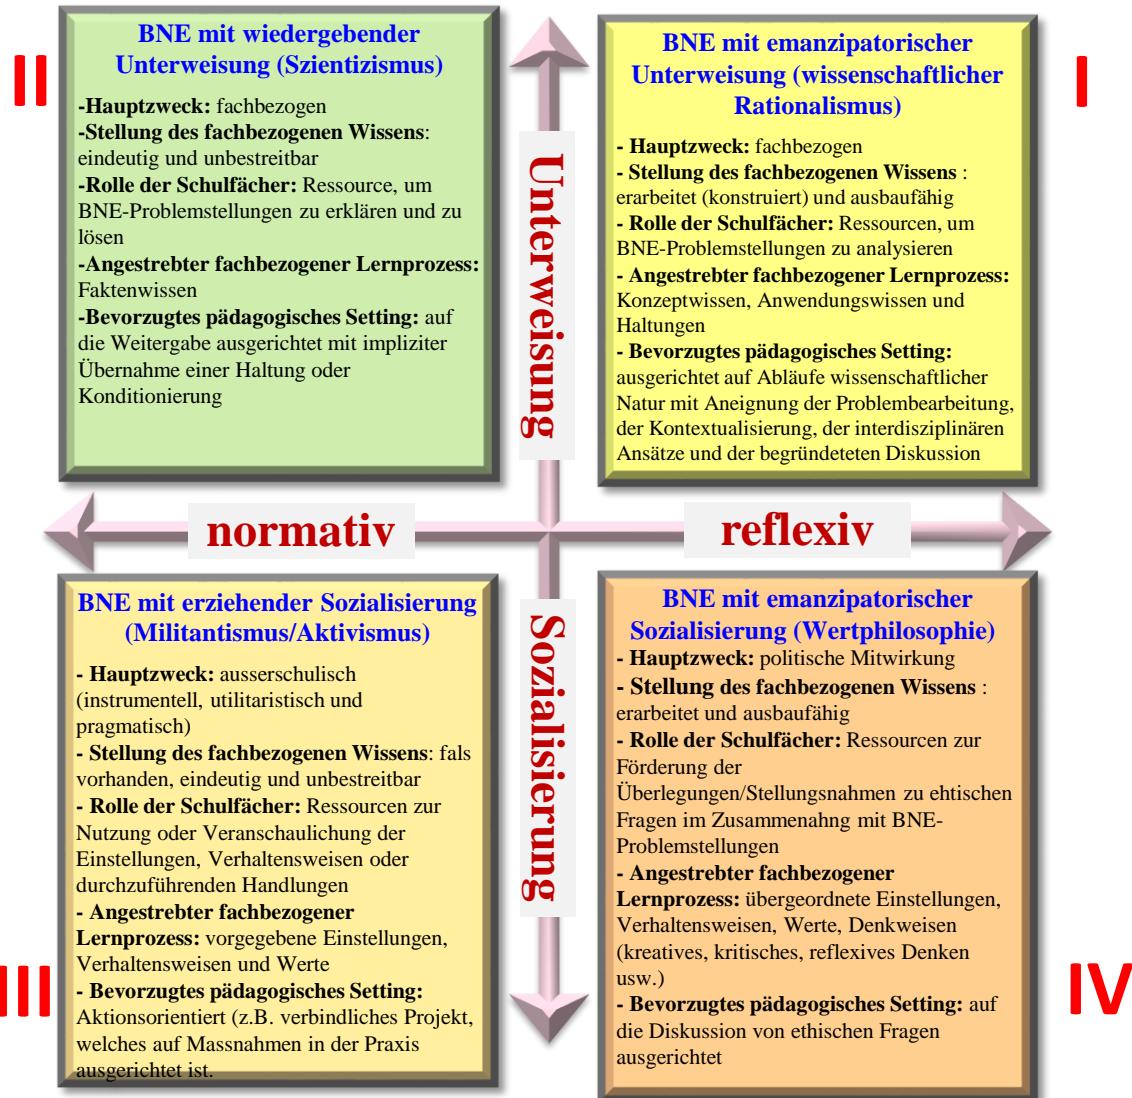 II
BNE mit wiedergebender
Unterweisung (Szientizismus)
-Hauptzweck: fachbezogen
-Stellung des fachbezogenen Wissens:
eindeutig und unbestreitbar
-Rolle der Schulfächer: Ressource, um
BNE-Problemstellungen zu erklären und zu
lösen
-Angestrebter fachbezogener Lernprozess:
Faktenwissen
-Bevorzugtes pädagogisches Setting: auf
die Weitergabe ausgerichtet mit impliziter
Übernahme einer Haltung oder
Konditionierung
Unterweisung
I
BNE mit emanzipatorischer
Unterweisung (wissenschaftlicher
Rationalismus)
- Hauptzweck: fachbezogen
- Stellung des fachbezogenen Wissens :
erarbeitet (konstruiert) und ausbaufähig
- Rolle der Schulfächer: Ressourcen, um
BNE-Problemstellungen zu analysieren
- Angestrebter fachbezogener Lernprozess:
Konzeptwissen, Anwendungswissen und
Haltungen
- Bevorzugtes pädagogisches Setting:
ausgerichtet auf Abläufe wissenschaftlicher
Natur mit Aneignung der Problembearbeitung,
der Kontextualisierung, der interdisziplinären
Ansätze und der begründeteten Diskussion
normativ
reflexiv
BNE mit erziehender Sozialisierung
(Militantismus/Aktivismus)
- Hauptzweck: ausserschulisch
(instrumentell, utilitaristisch und
pragmatisch)
- Stellung des fachbezogenen Wissens: fals
vorhanden, eindeutig und unbestreitbar
- Rolle der Schulfächer: Ressourcen zur
Nutzung oder Veranschaulichung der
Einstellungen, Verhaltensweisen oder
durchzuführenden Handlungen
- Angestrebter fachbezogener
Lernprozess: vorgegebene Einstellungen,
Verhaltensweisen und Werte
- Bevorzugtes pädagogisches Setting:
Aktionsorientiert (z.B. verbindliches Projekt,
welches auf Massnahmen in der Praxis
ausgerichtet ist.
III
Sozialisierung
BNE mit emanzipatorischer
Sozialisierung (Wertphilosophie)
- Hauptzweck: politische Mitwirkung
- Stellung des fachbezogenen Wissens :
erarbeitet und ausbaufähig
- Rolle der Schulfächer: Ressourcen zur
Förderung der
Überlegungen/Stellungsnahmen zu ehtischen
Fragen im Zusammenahng mit BNE-
Problemstellungen
- Angestrebter fachbezogener
Lernprozess: übergeordnete Einstellungen,
Verhaltensweisen, Werte, Denkweisen
(kreatives, kritisches, reflexives Denken
usw.)
- Bevorzugtes pädagogisches Setting: auf
die Diskussion von ethischen Fragen
ausgerichtet
IV